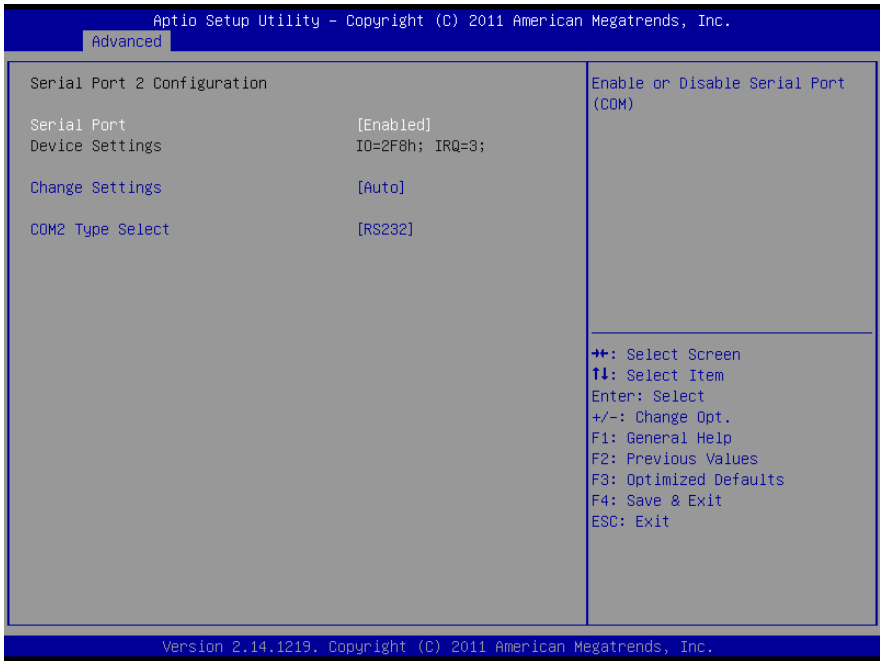 Aptio Setup Utility – Copyright (C) 2011 American Megatrends, Inc.
Advanced
Serial Port 2 Configuration
Serial Port [Enabled]
Device Settings IO=2F8h; IRQ=3;
Change Settings [Auto]
COM2 Type Select [RS232]
Enable or Disable Serial Port
(COM)
→←: Select Screen
↑↓: Select Item
Enter: Select
+/-: Change Opt.
F1: General Help
F2: Previous Values
F3: Optimized Defaults
F4: Save & Exit
ESC: Exit
Version 2.14.1219. Copyright (C) 2011 American Megatrends, Inc.